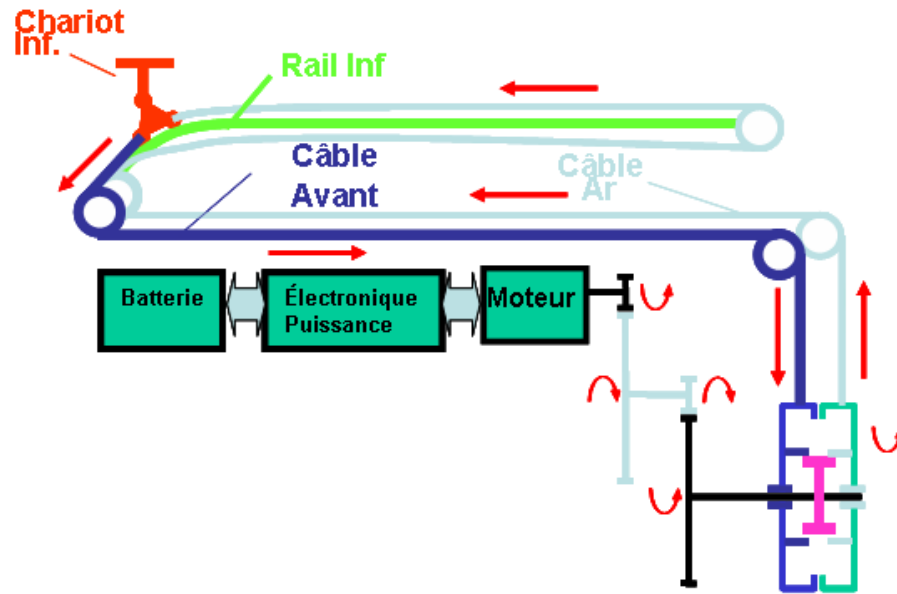 Chariot
Inf.
Rail Inf
Câble
Avant
Câble
Ar
Batterie
Électronique
Puissance
Moteur